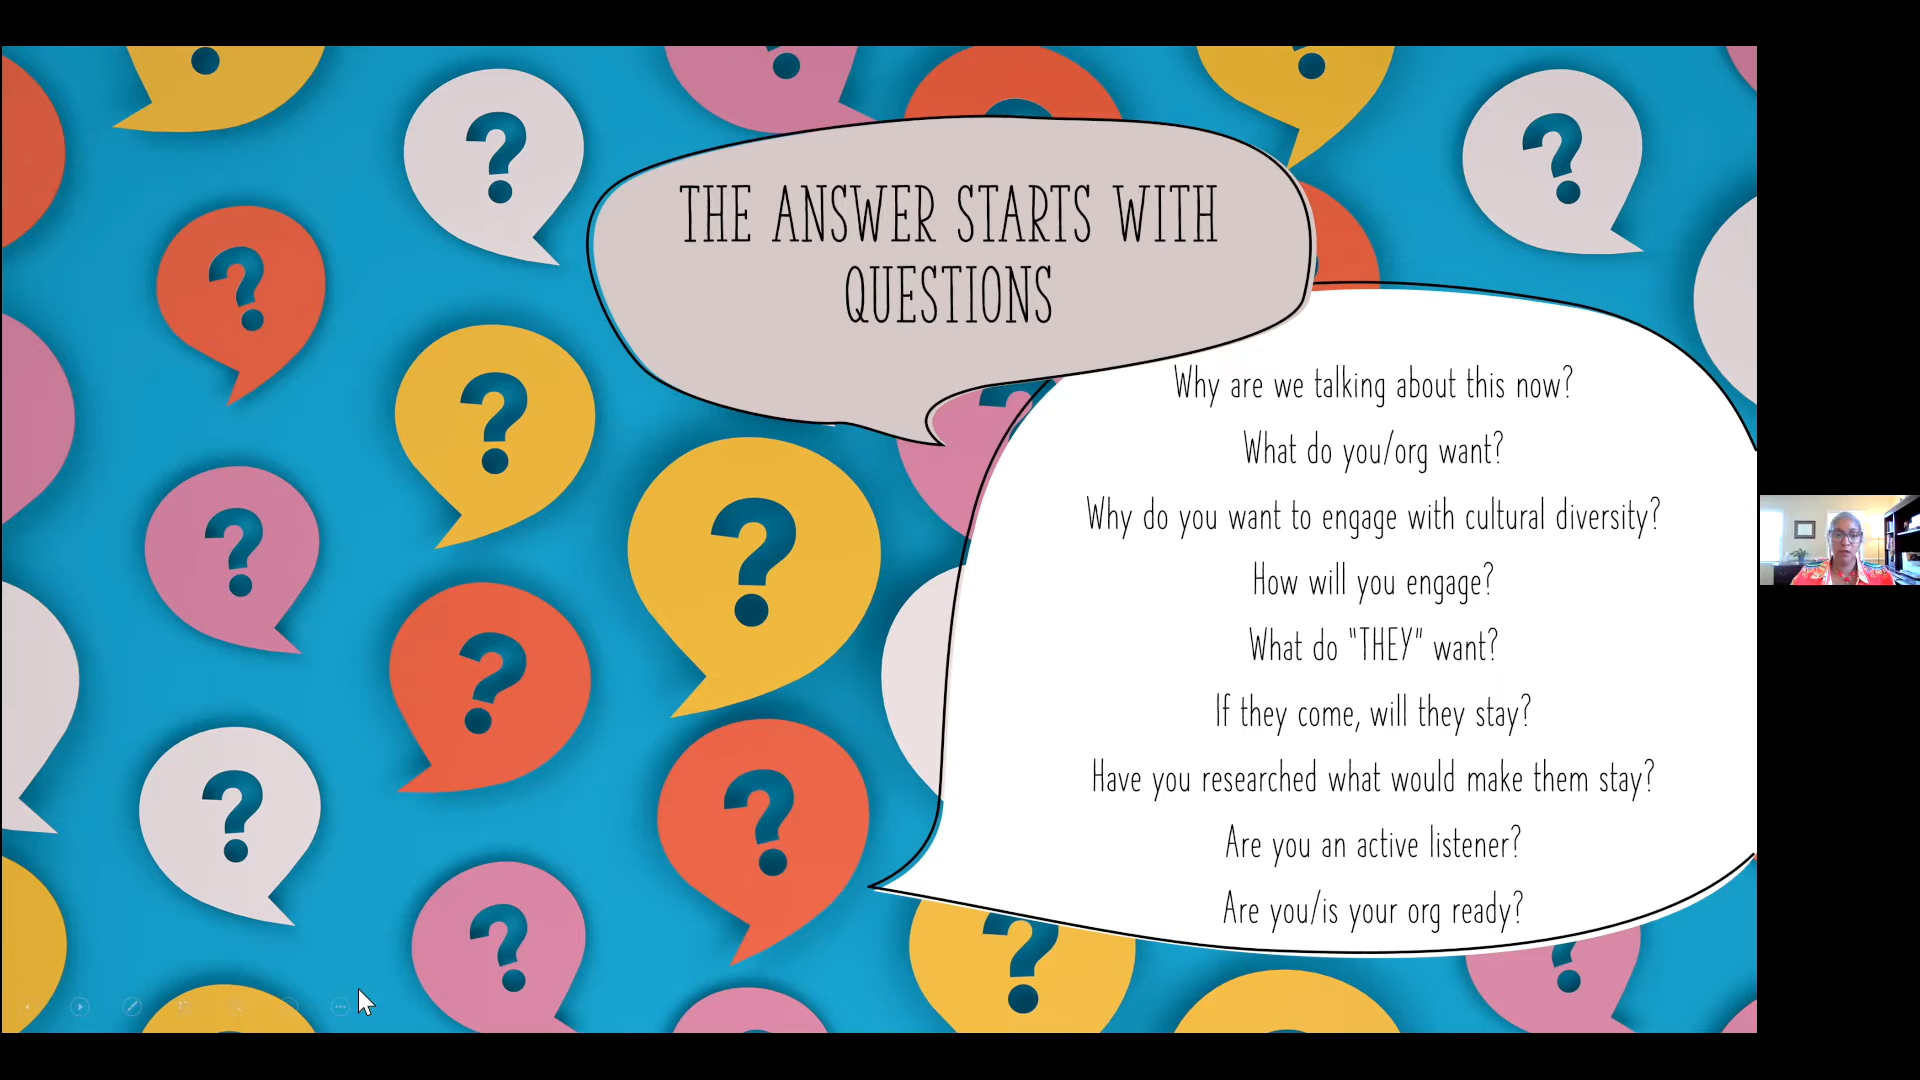 THE ANSWER STARTS WITH
QUESTIONS
Why are we talking about this now?
What do you/org want?
Why do you want to engage with cultural diversity?
How will you engage?
What do "THEY" want?
If they come, will they stay?
Have you researched what would make them stay?
Are you an active listener?
Are you/is your org ready?